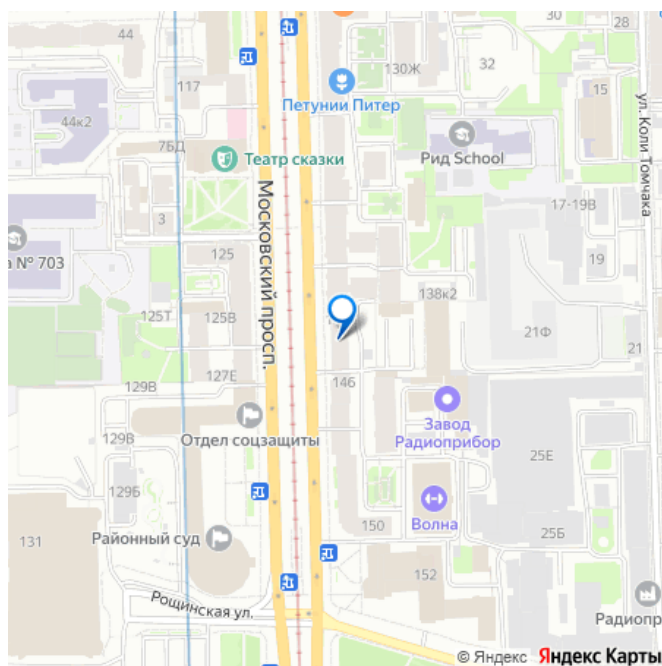 44
117
130Ж
32
30
28
15
Петунии Питер
44к2
7БД
Театр сказки
Рид School
ул. Коли Томчака
3
17-19В
а № 703
125
19
Московский просп.
138к2
125Т
125В
21Ф
21
127Е
146
129В
Отдел соцзащиты
Завод
Радиоприбор
129В
25Е
129Б
131
Районный суд
150
Волна
25Б
152
Рощинская ул.
Радиопр
© Яндекс Яндекс Карты